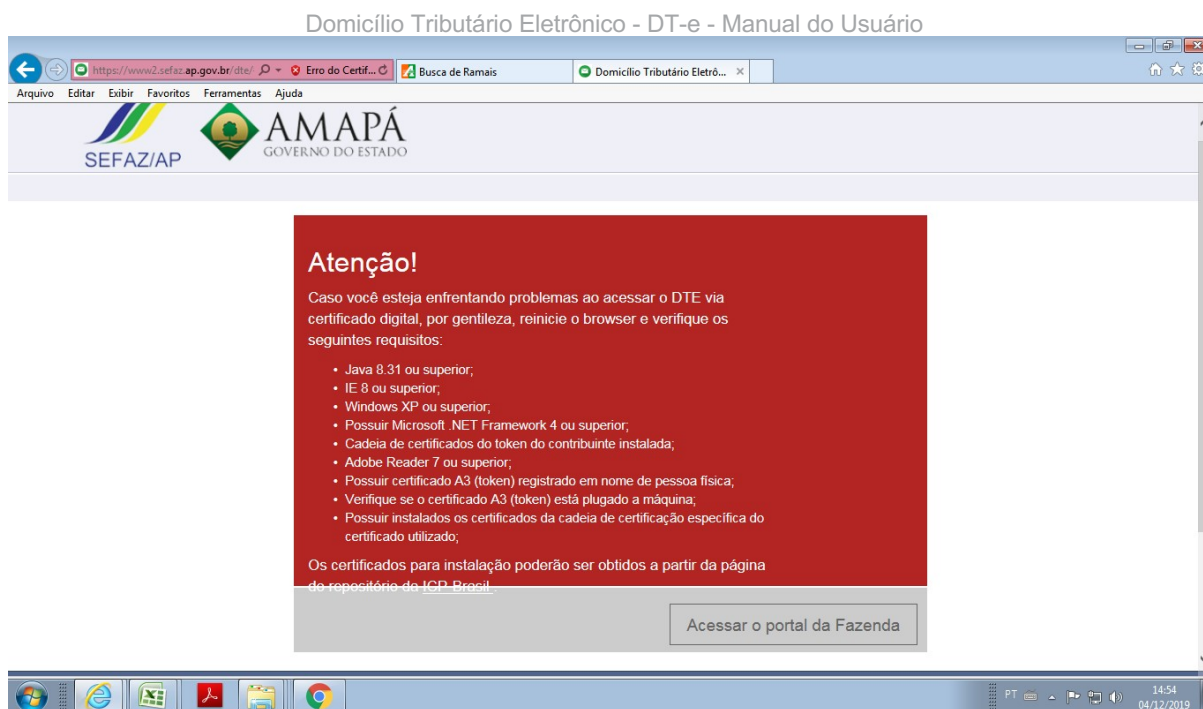 Domicílio Tributário Eletrônico - DT-e - Manual do Usuário
https://www2.sefaz.ap.gov.br/dte/
Erro do Certif...
Busca de Ramais
Domicílio Tributário Eletrô...
Arquivo Editar Exibir Favoritos Ferramentas Ajuda
SEFAZ/AP
AMAPÁ
GOVERNO DO ESTADO
Atenção!
Caso você esteja enfrentando problemas ao acessar o DTE via
certificado digital, por gentileza, reinicie o browser e verifique os
seguintes requisitos:
• Java 8.31 ou superior;
• IE 8 ou superior;
• Windows XP ou superior;
• Possuir Microsoft .NET Framework 4 ou superior;
• Cadeia de certificados do token do contribuinte instalada;
• Adobe Reader 7 ou superior;
• Possuir certificado A3 (token) registrado em nome de pessoa física;
• Verifique se o certificado A3 (token) está plugado a máquina;
• Possuir instalados os certificados da cadeia de certificação específica do
certificado utilizado;
Os certificados para instalação poderão ser obtidos a partir da página
do repositório da ICP-Brasil .
Acessar o portal da Fazenda
PT
14:54
04/12/2019